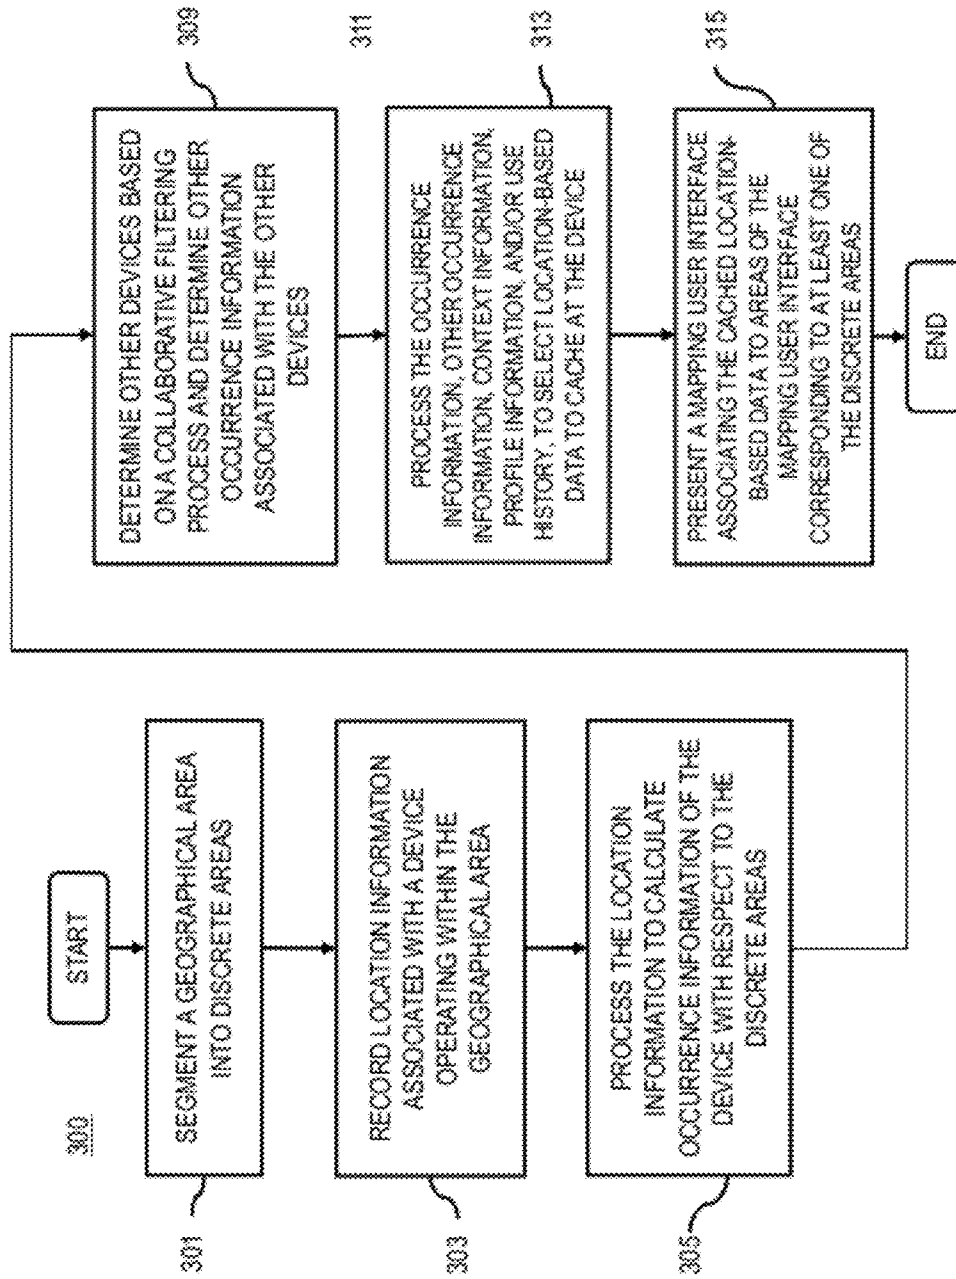 300
START
301
SEGMENT A GEOGRAPHICAL AREA
INTO DISCRETE AREAS
303
RECORD LOCATION INFORMATION
ASSOCIATED WITH A DEVICE
OPERATING WITHIN THE
GEOGRAPHICAL AREA
305
PROCESS THE LOCATION
INFORMATION TO CALCULATE
OCCURRENCE INFORMATION OF THE
DEVICE WITH RESPECT TO THE
DISCRETE AREAS
309
DETERMINE OTHER DEVICES BASED
ON A COLLABORATIVE FILTERING
PROCESS AND DETERMINE OTHER
OCCURRENCE INFORMATION
ASSOCIATED WITH THE OTHER
DEVICES
311
313
PROCESS THE OCCURRENCE
INFORMATION, OTHER OCCURRENCE
INFORMATION, CONTEXT INFORMATION,
PROFILE INFORMATION, AND/OR USE
HISTORY, TO SELECT LOCATION-BASED
DATA TO CACHE AT THE DEVICE
315
PRESENT A MAPPING USER INTERFACE
ASSOCIATING THE CACHED LOCATION-
BASED DATA TO AREAS OF THE
MAPPING USER INTERFACE
CORRESPONDING TO AT LEAST ONE OF
THE DISCRETE AREAS
END